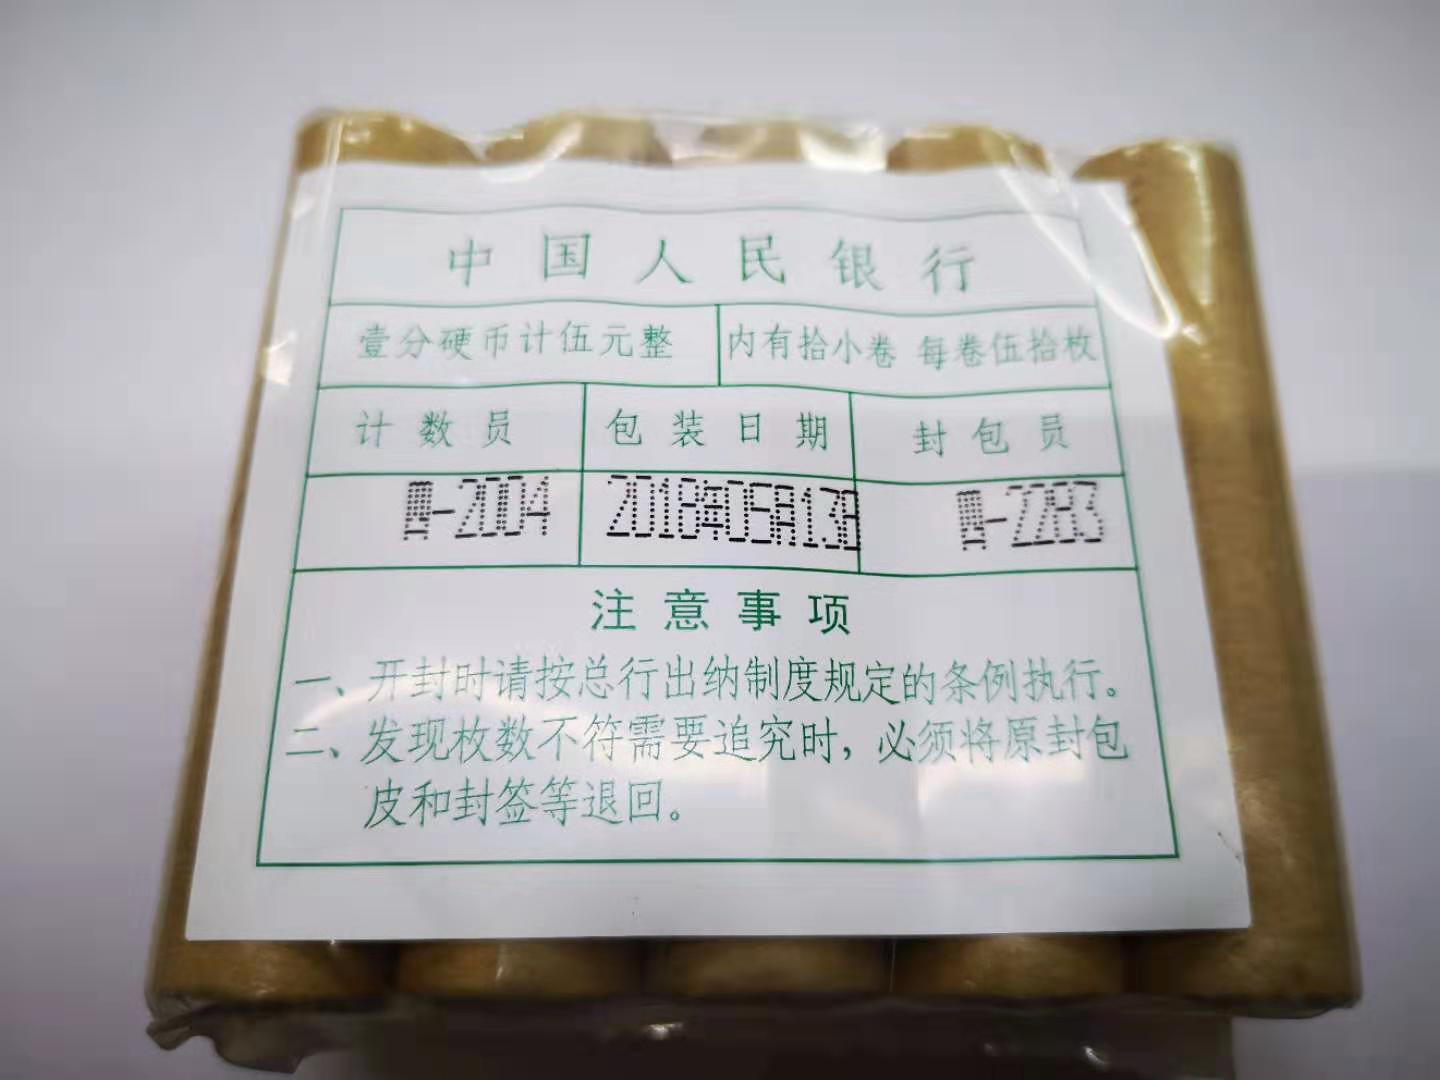 中国人民银行
壹分硬币计伍元整 内有拾小卷 每卷伍拾枚
计数员 包装日期 封包员
-2004 2018年05月13日 -2283
注意事项
一、开封时请按总行出纳制度规定的条例执行。
二、发现枚数不符需要追究时,必须将原封包
皮和封签等退回。